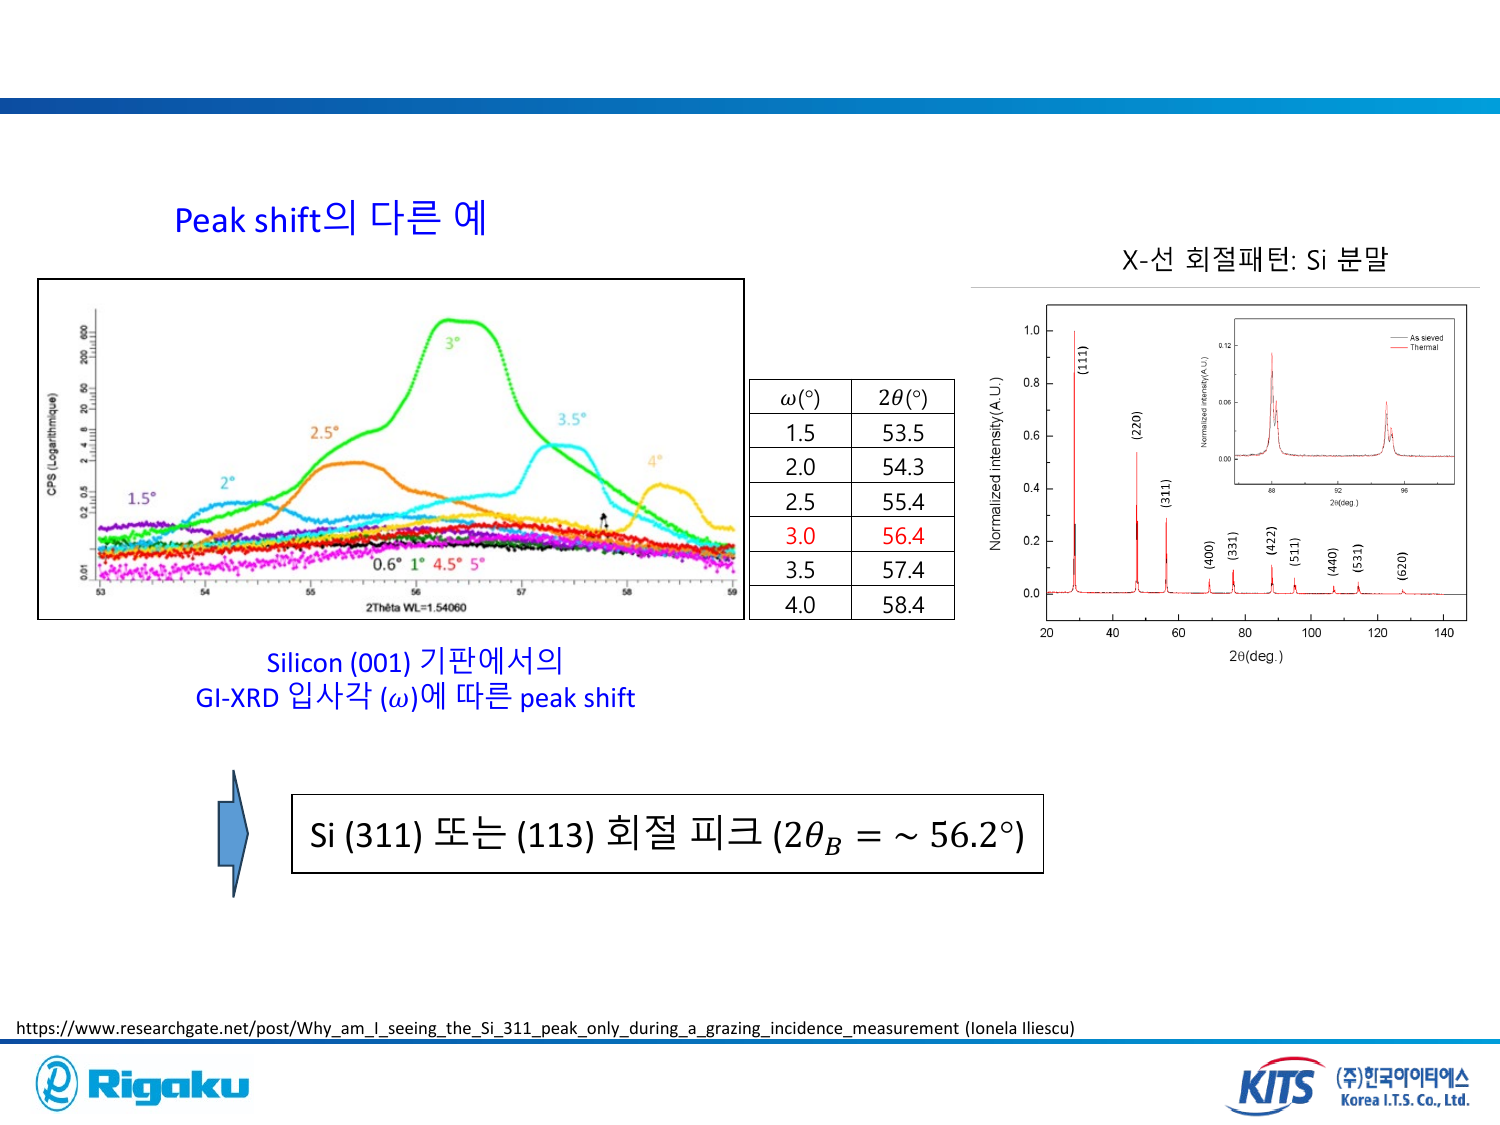 Peak shift의 다른 예
X-선 회절패턴: Si 분말
CPS (Logarithmique)
600
200
50
20
8
4
2
0.5
0.2
0.01
1.5°
2°
2.5°
3°
3.5°
4°
0.6° 1° 4.5° 5°
53 54 55 56 57 58 59
2Thêta WL=1.54060
𝜔(°) 2𝜃(°)
1.5 53.5
2.0 54.3
2.5 55.4
3.0 56.4
3.5 57.4
4.0 58.4
Normalized intensity(A.U.)
1.0
0.8
0.6
0.4
0.2
0.0
(111)
(220)
(311)
(400)
(331)
(422)
(511)
(440)
(531)
(620)
20 40 60 80 100 120 140
2θ(deg.)
As sieved
Thermal
Normalized intensity(A.U.)
0.12
0.06
0.00
88 92 96
2θ(deg.)
Silicon (001) 기판에서의
GI-XRD 입사각 (𝜔)에 따른 peak shift
Si (311) 또는 (113) 회절 피크 (2𝜃B = ~ 56.2°)
https://www.researchgate.net/post/Why_am_I_seeing_the_Si_311_peak_only_during_a_grazing_incidence_measurement (Ionela Iliescu)
Rigaku
KITS
(주)한국아이티에스
Korea I.T.S. Co., Ltd.